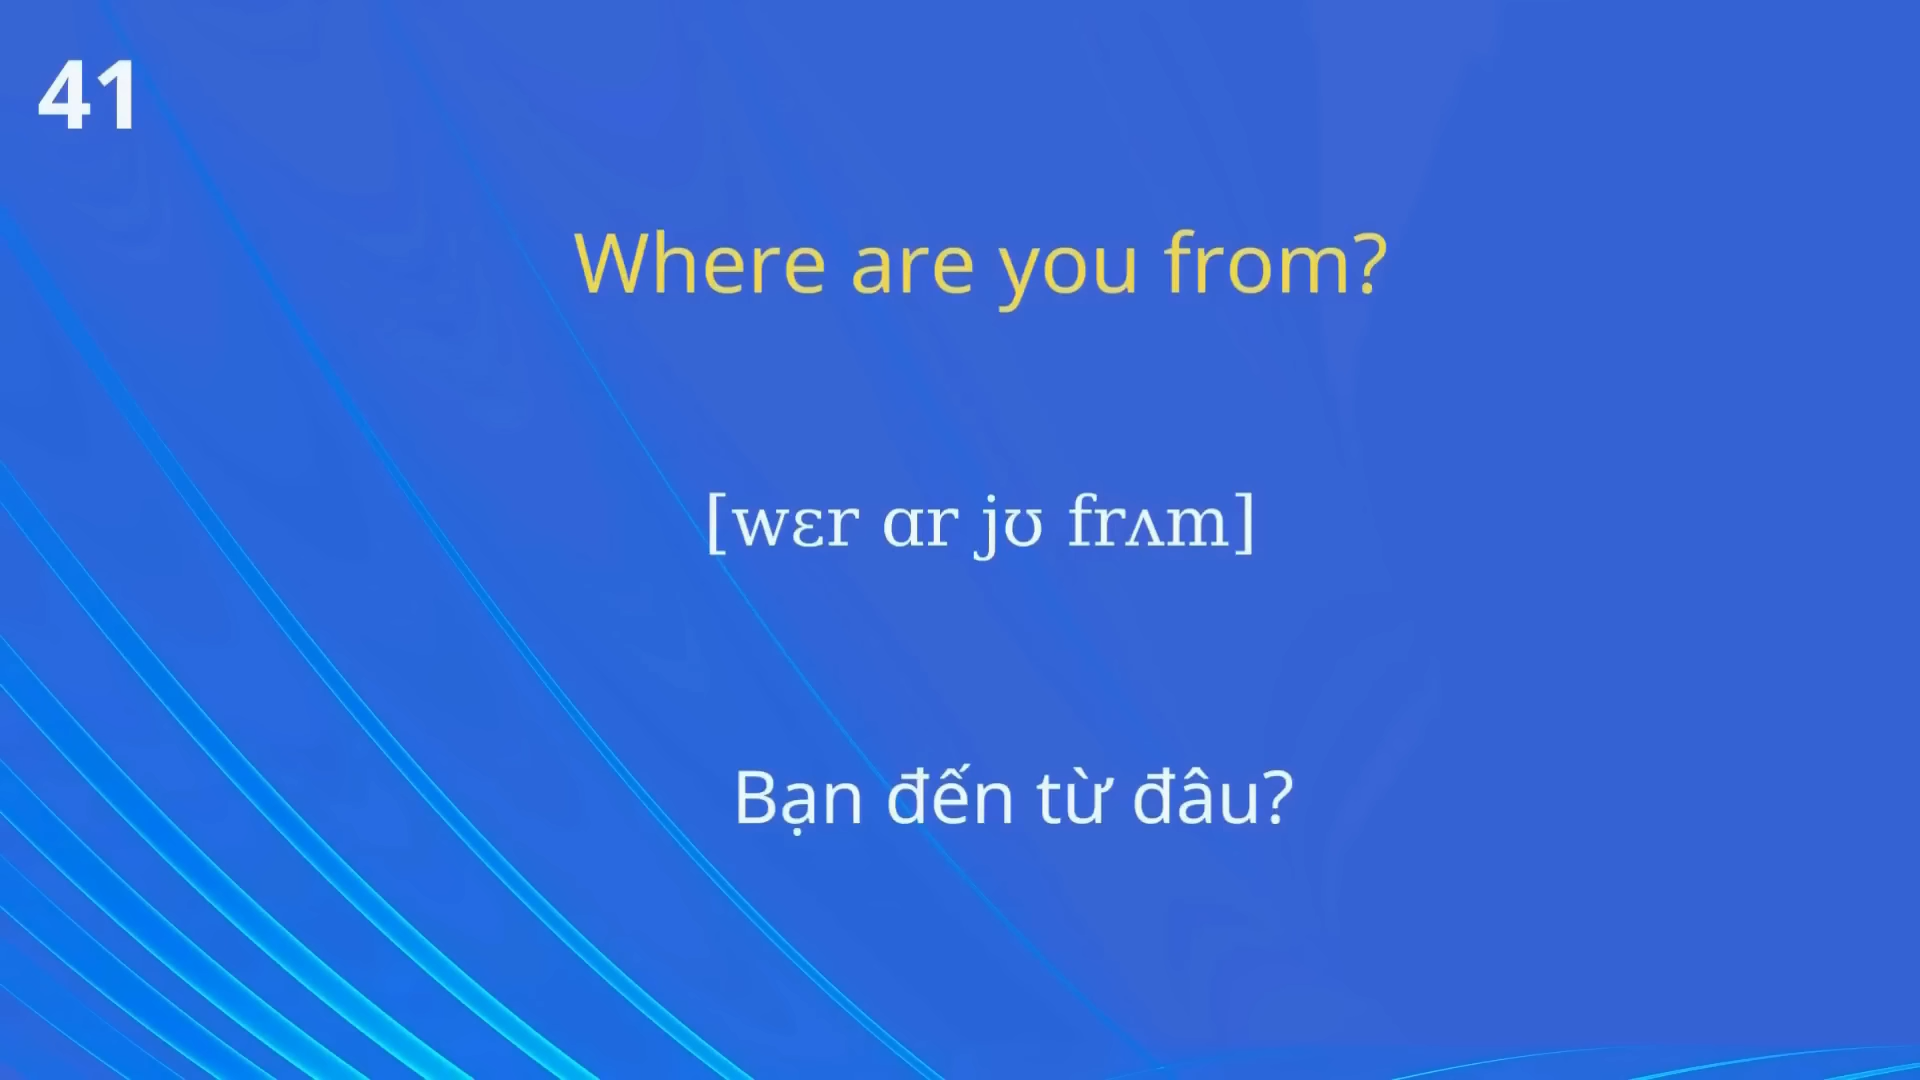 41
Where are you from?
[wɛr ɑr jʊ frʌm]
Bạn đến từ đâu?